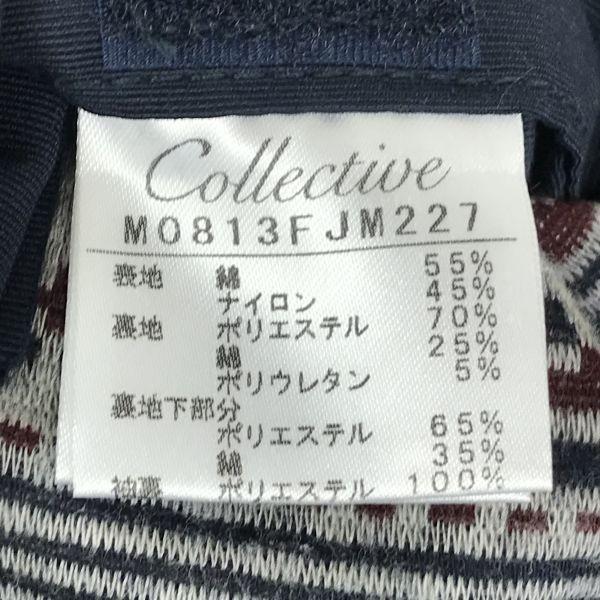 Collective
M0813FJM227
表地 綿 55%
ナイロン 45%
裏地 ポリエステル 70%
綿 25%
ポリウレタン 5%
裏地下部分
ポリエステル 65%
綿 35%
袖裏 ポリエステル 100%